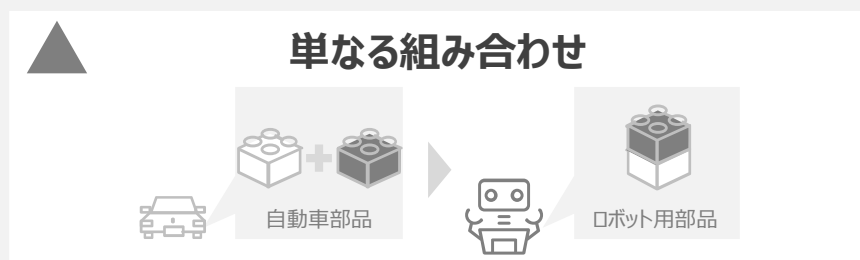 単なる組み合わせ
自動車部品
ロボット用部品